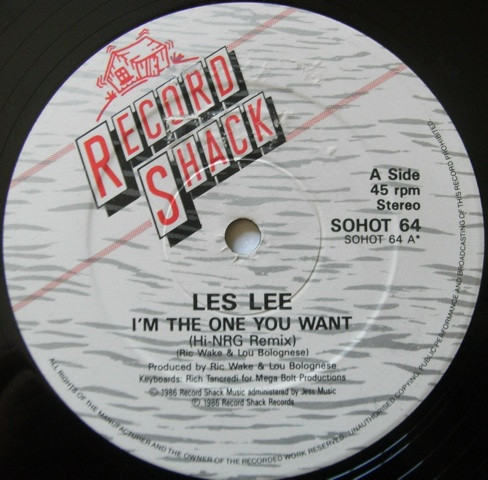 RECORD
SHACK
A Side
45 rpm
Stereo
SOHOT 64
SOHOT 64 A*
LES LEE
I'M THE ONE YOU WANT
(Hi-NRG Remix)
(Ric Wake & Lou Bolognese)
Produced by Ric Wake & Lou Bolognese
Keyboards: Rich Tancredi for Mega Bolt Productions
℗ 1986 Record Shack Music administered by Jess Music
℗ 1986 Record Shack Records
ALL RIGHTS OF THE MANUFACTURER AND THE OWNER OF THE RECORDED WORK RESERVED. UNAUTHORISED COPYING, PUBLIC PERFORMANCE AND BROADCASTING OF THIS RECORD PROHIBITED.